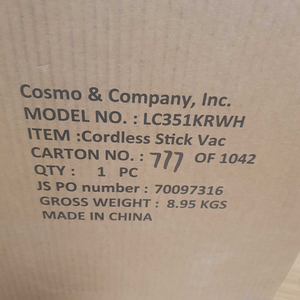 Cosmo & Company, Inc.
MODEL NO. : LC351KRWH
ITEM :Cordless Stick Vac
CARTON NO. : 777 OF 1042
QTY : 1 PC
JS PO number : 70097316
GROSS WEIGHT : 8.95 KGS
MADE IN CHINA